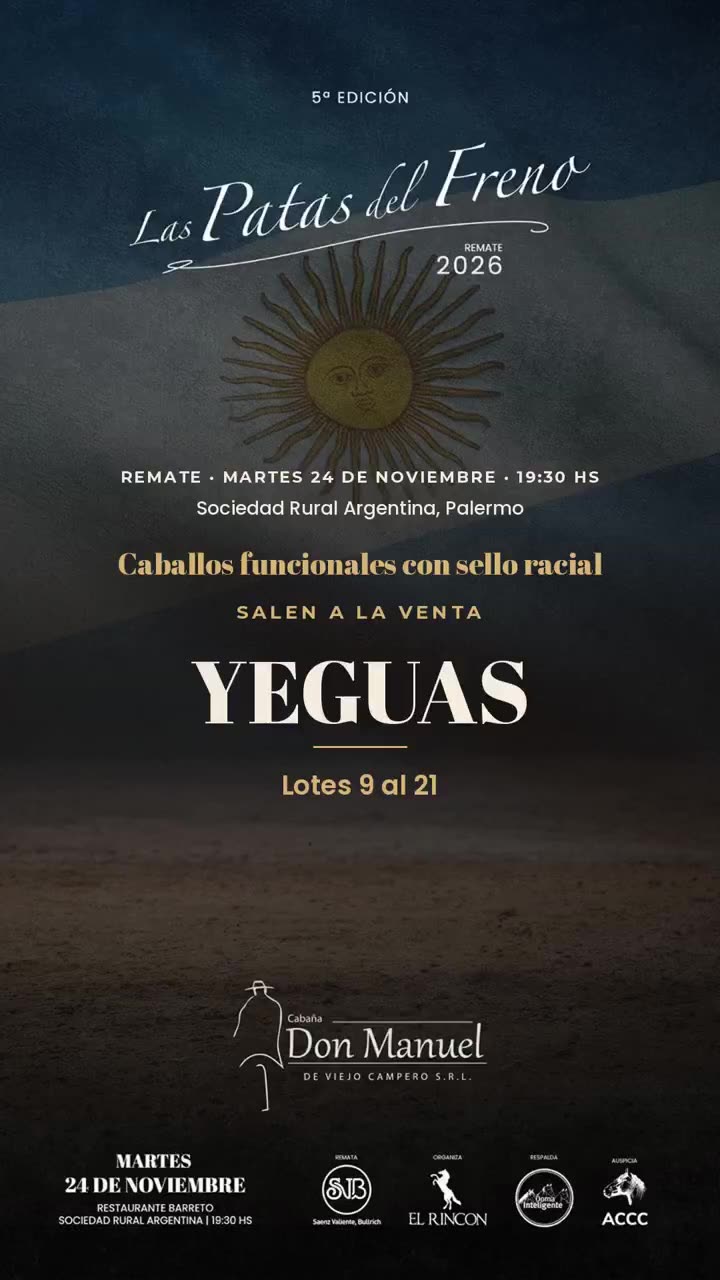 5ª EDICIÓN
Las Patas del Freno
REMATE
2026
REMATE · MARTES 24 DE NOVIEMBRE · 19:30 HS
Sociedad Rural Argentina, Palermo
Caballos funcionales con sello racial
SALEN A LA VENTA
YEGUAS
Lotes 9 al 21
Cabaña
Don Manuel
DE VIEJO CAMPERO S.R.L.
MARTES
24 DE NOVIEMBRE
RESTAURANTE BARRETO
SOCIEDAD RURAL ARGENTINA | 19:30 HS
REMATA
SVB
Saenz Valiente, Bullrich
ORGANIZA
EL RINCON
RESPALDA
Doma
Inteligente
AUSPICIA
ACCC